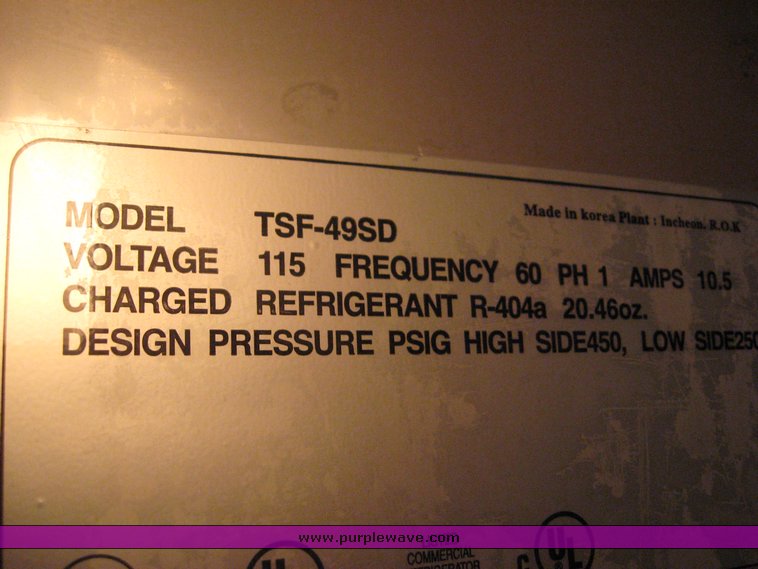 Made in korea Plant : Incheon. R.O.K
MODEL TSF-49SD
VOLTAGE 115 FREQUENCY 60 PH 1 AMPS 10.5
CHARGED REFRIGERANT R-404a 20.46oz.
DESIGN PRESSURE PSIG HIGH SIDE450, LOW SIDE250
www.purplewave.com
COMMERCIAL
C UL